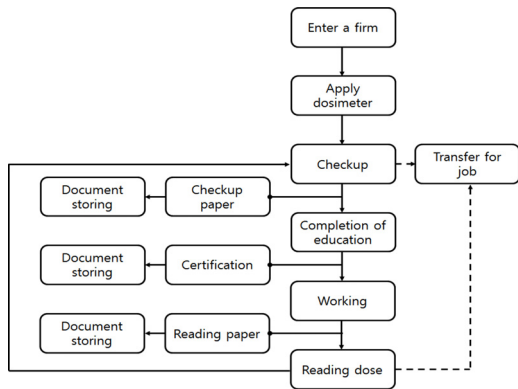 Enter a firm
Apply
dosimeter
Checkup
Transfer for
job
Document
storing
Checkup
paper
Completion of
education
Document
storing
Certification
Working
Document
storing
Reading paper
Reading dose